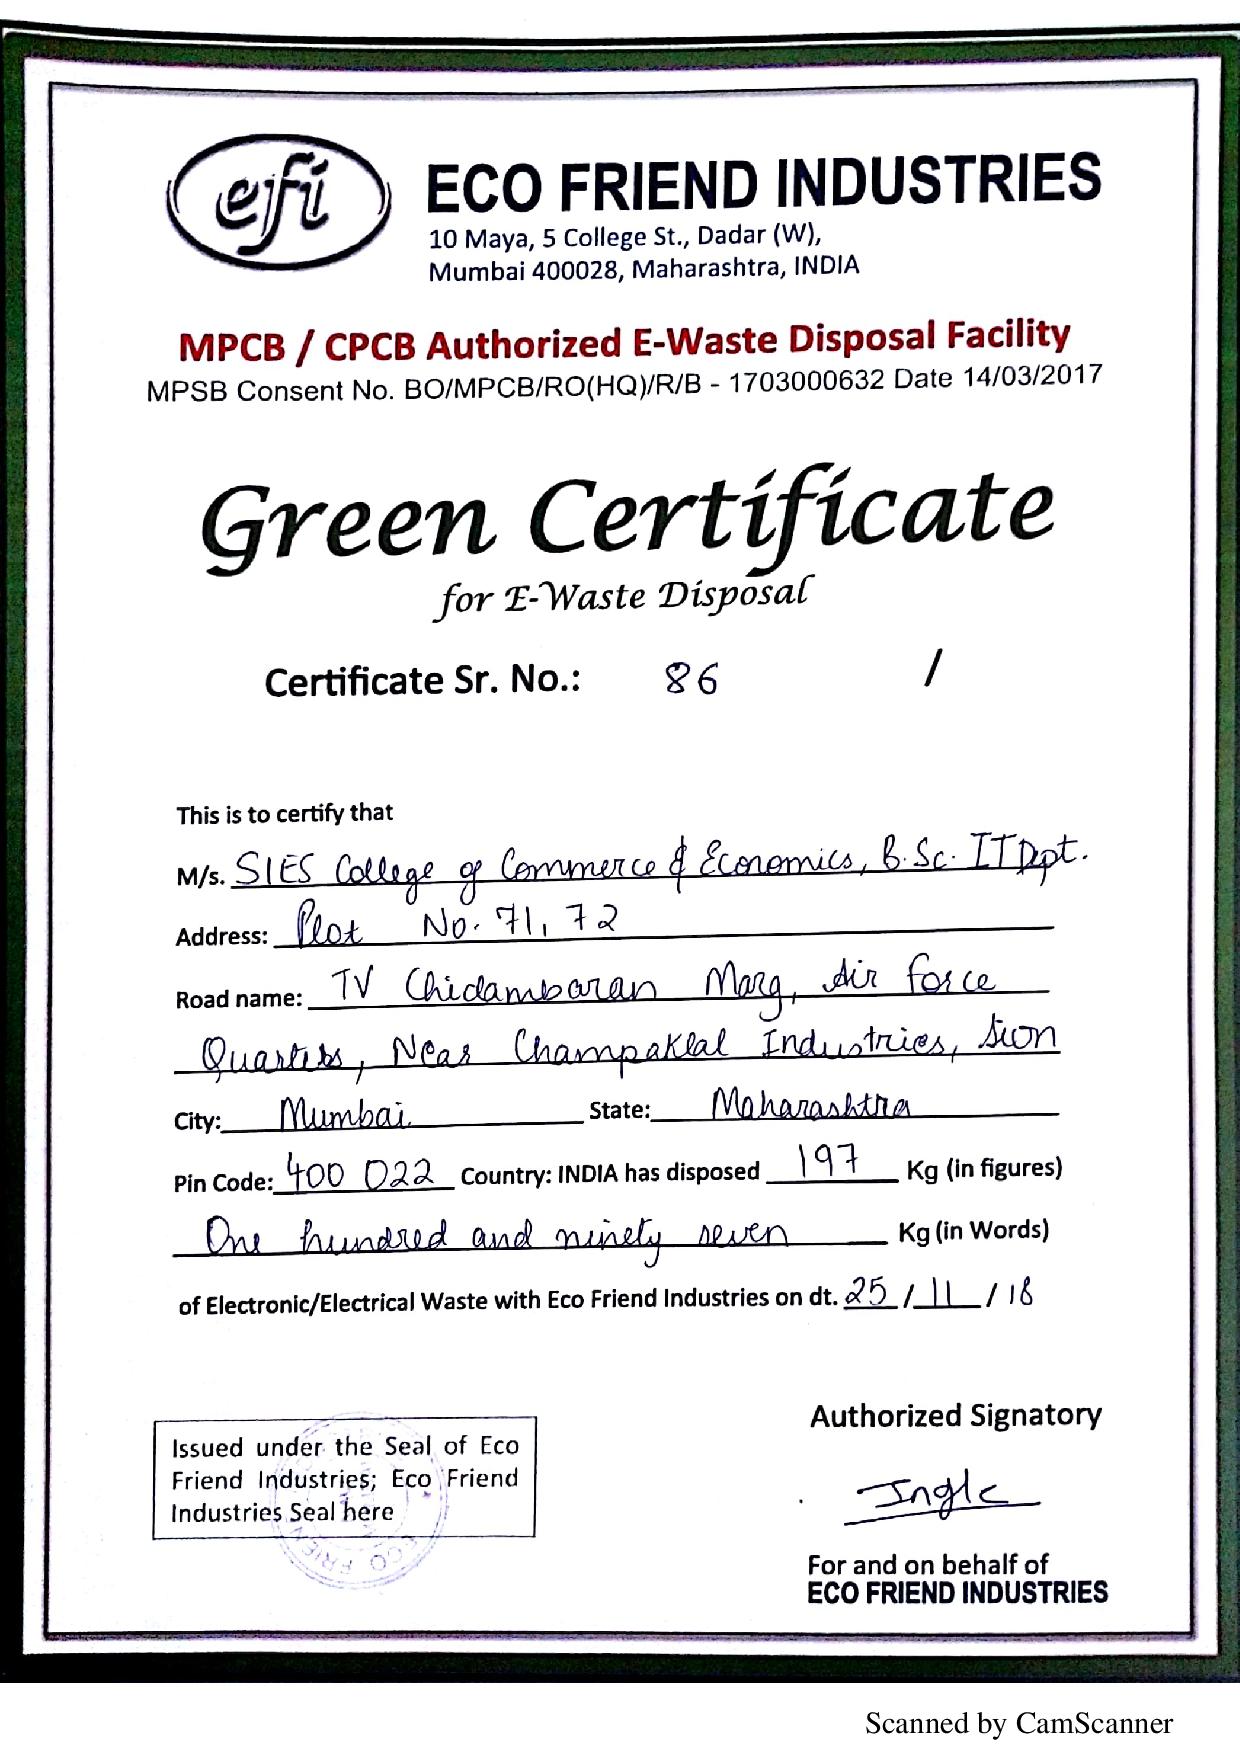 efi
ECO FRIEND INDUSTRIES
10 Maya, 5 College St., Dadar (W),
Mumbai 400028, Maharashtra, INDIA
MPCB / CPCB Authorized E-Waste Disposal Facility
MPSB Consent No. BO/MPCB/RO(HQ)/R/B - 1703000632 Date 14/03/2017
Green Certificate
for E-Waste Disposal
Certificate Sr. No.: 86 /
This is to certify that
M/s. SIES College of Commerce & Economics, B.Sc. IT Dpt.
Address: Plot No. 71, 72
Road name: TV Chidambaran Marg, Air force
Quarters, Near Champaklal Industries, Sion
City: Mumbai State: Maharashtra
Pin Code: 400 022 Country: INDIA has disposed 197 Kg (in figures)
One hundred and ninety seven Kg (in Words)
of Electronic/Electrical Waste with Eco Friend Industries on dt. 25 / 11 / 18
Issued under the Seal of Eco
Friend Industries; Eco Friend
Industries Seal here
ECO FRIEN
Authorized Signatory
Ingle
For and on behalf of
ECO FRIEND INDUSTRIES
Scanned by CamScanner